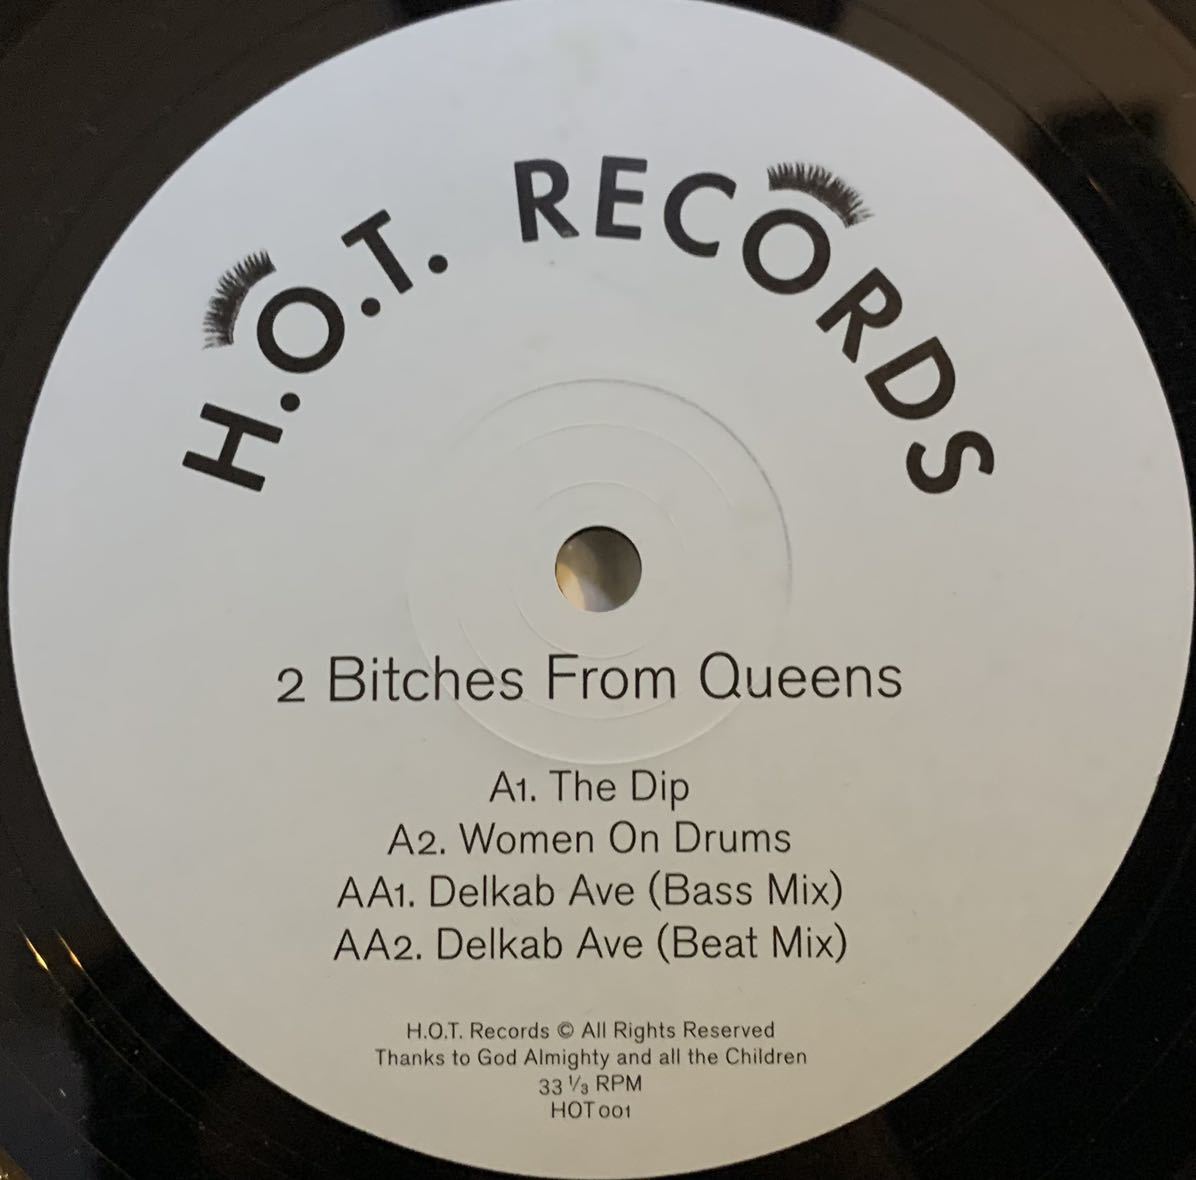 H.O.T. RECORDS
2 Bitches From Queens
A1. The Dip
A2. Women On Drums
AA1. Delkab Ave (Bass Mix)
AA2. Delkab Ave (Beat Mix)
H.O.T. Records © All Rights Reserved
Thanks to God Almighty and all the Children
33 ⅓ RPM
HOT001